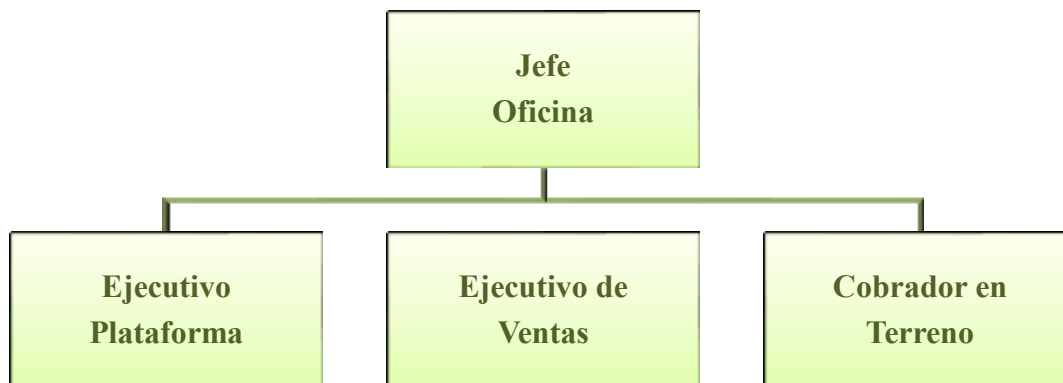 Jefe
Oficina
Ejecutivo
Plataforma
Ejecutivo de
Ventas
Cobrador en
Terreno